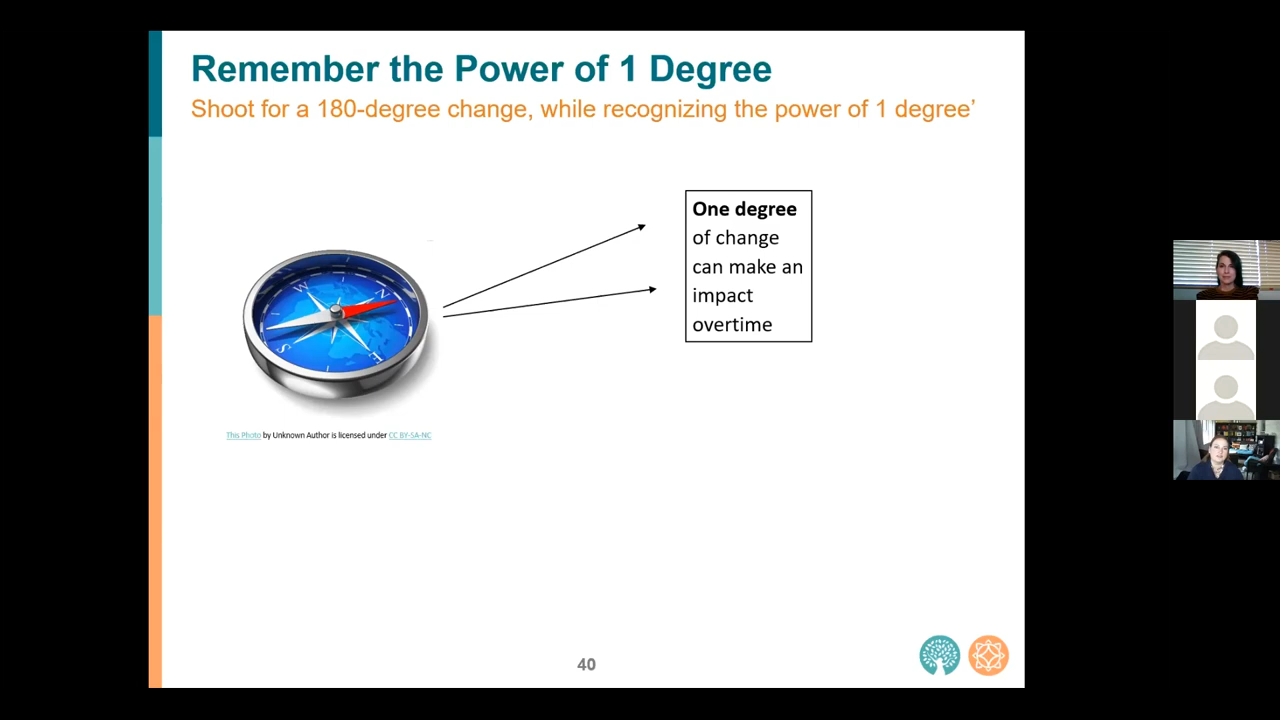 Remember the Power of 1 Degree
Shoot for a 180-degree change, while recognizing the power of 1 degree’
W
N
S
E
This Photo by Unknown Author is licensed under CC BY-SA-NC
One degree
of change
can make an
impact
overtime
40